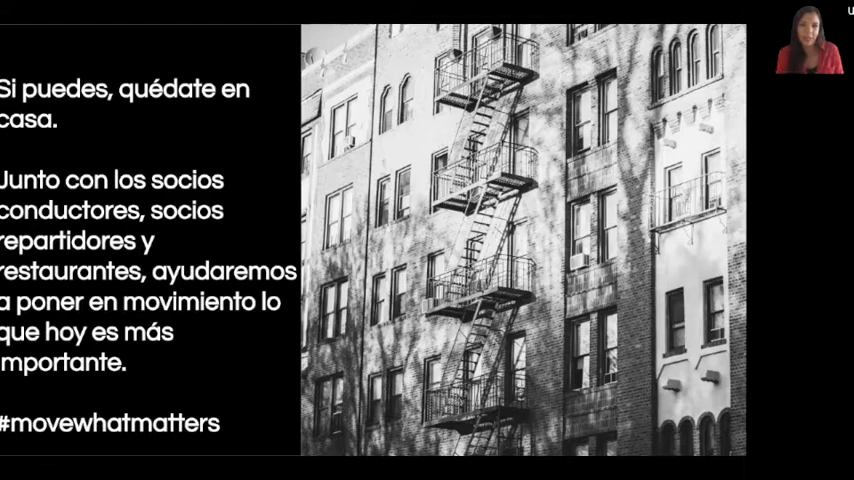 Si puedes, quédate en
casa.
Junto con los socios
conductores, socios
repartidores y
restaurantes, ayudaremos
a poner en movimiento lo
que hoy es más
importante.
#movewhatmatters